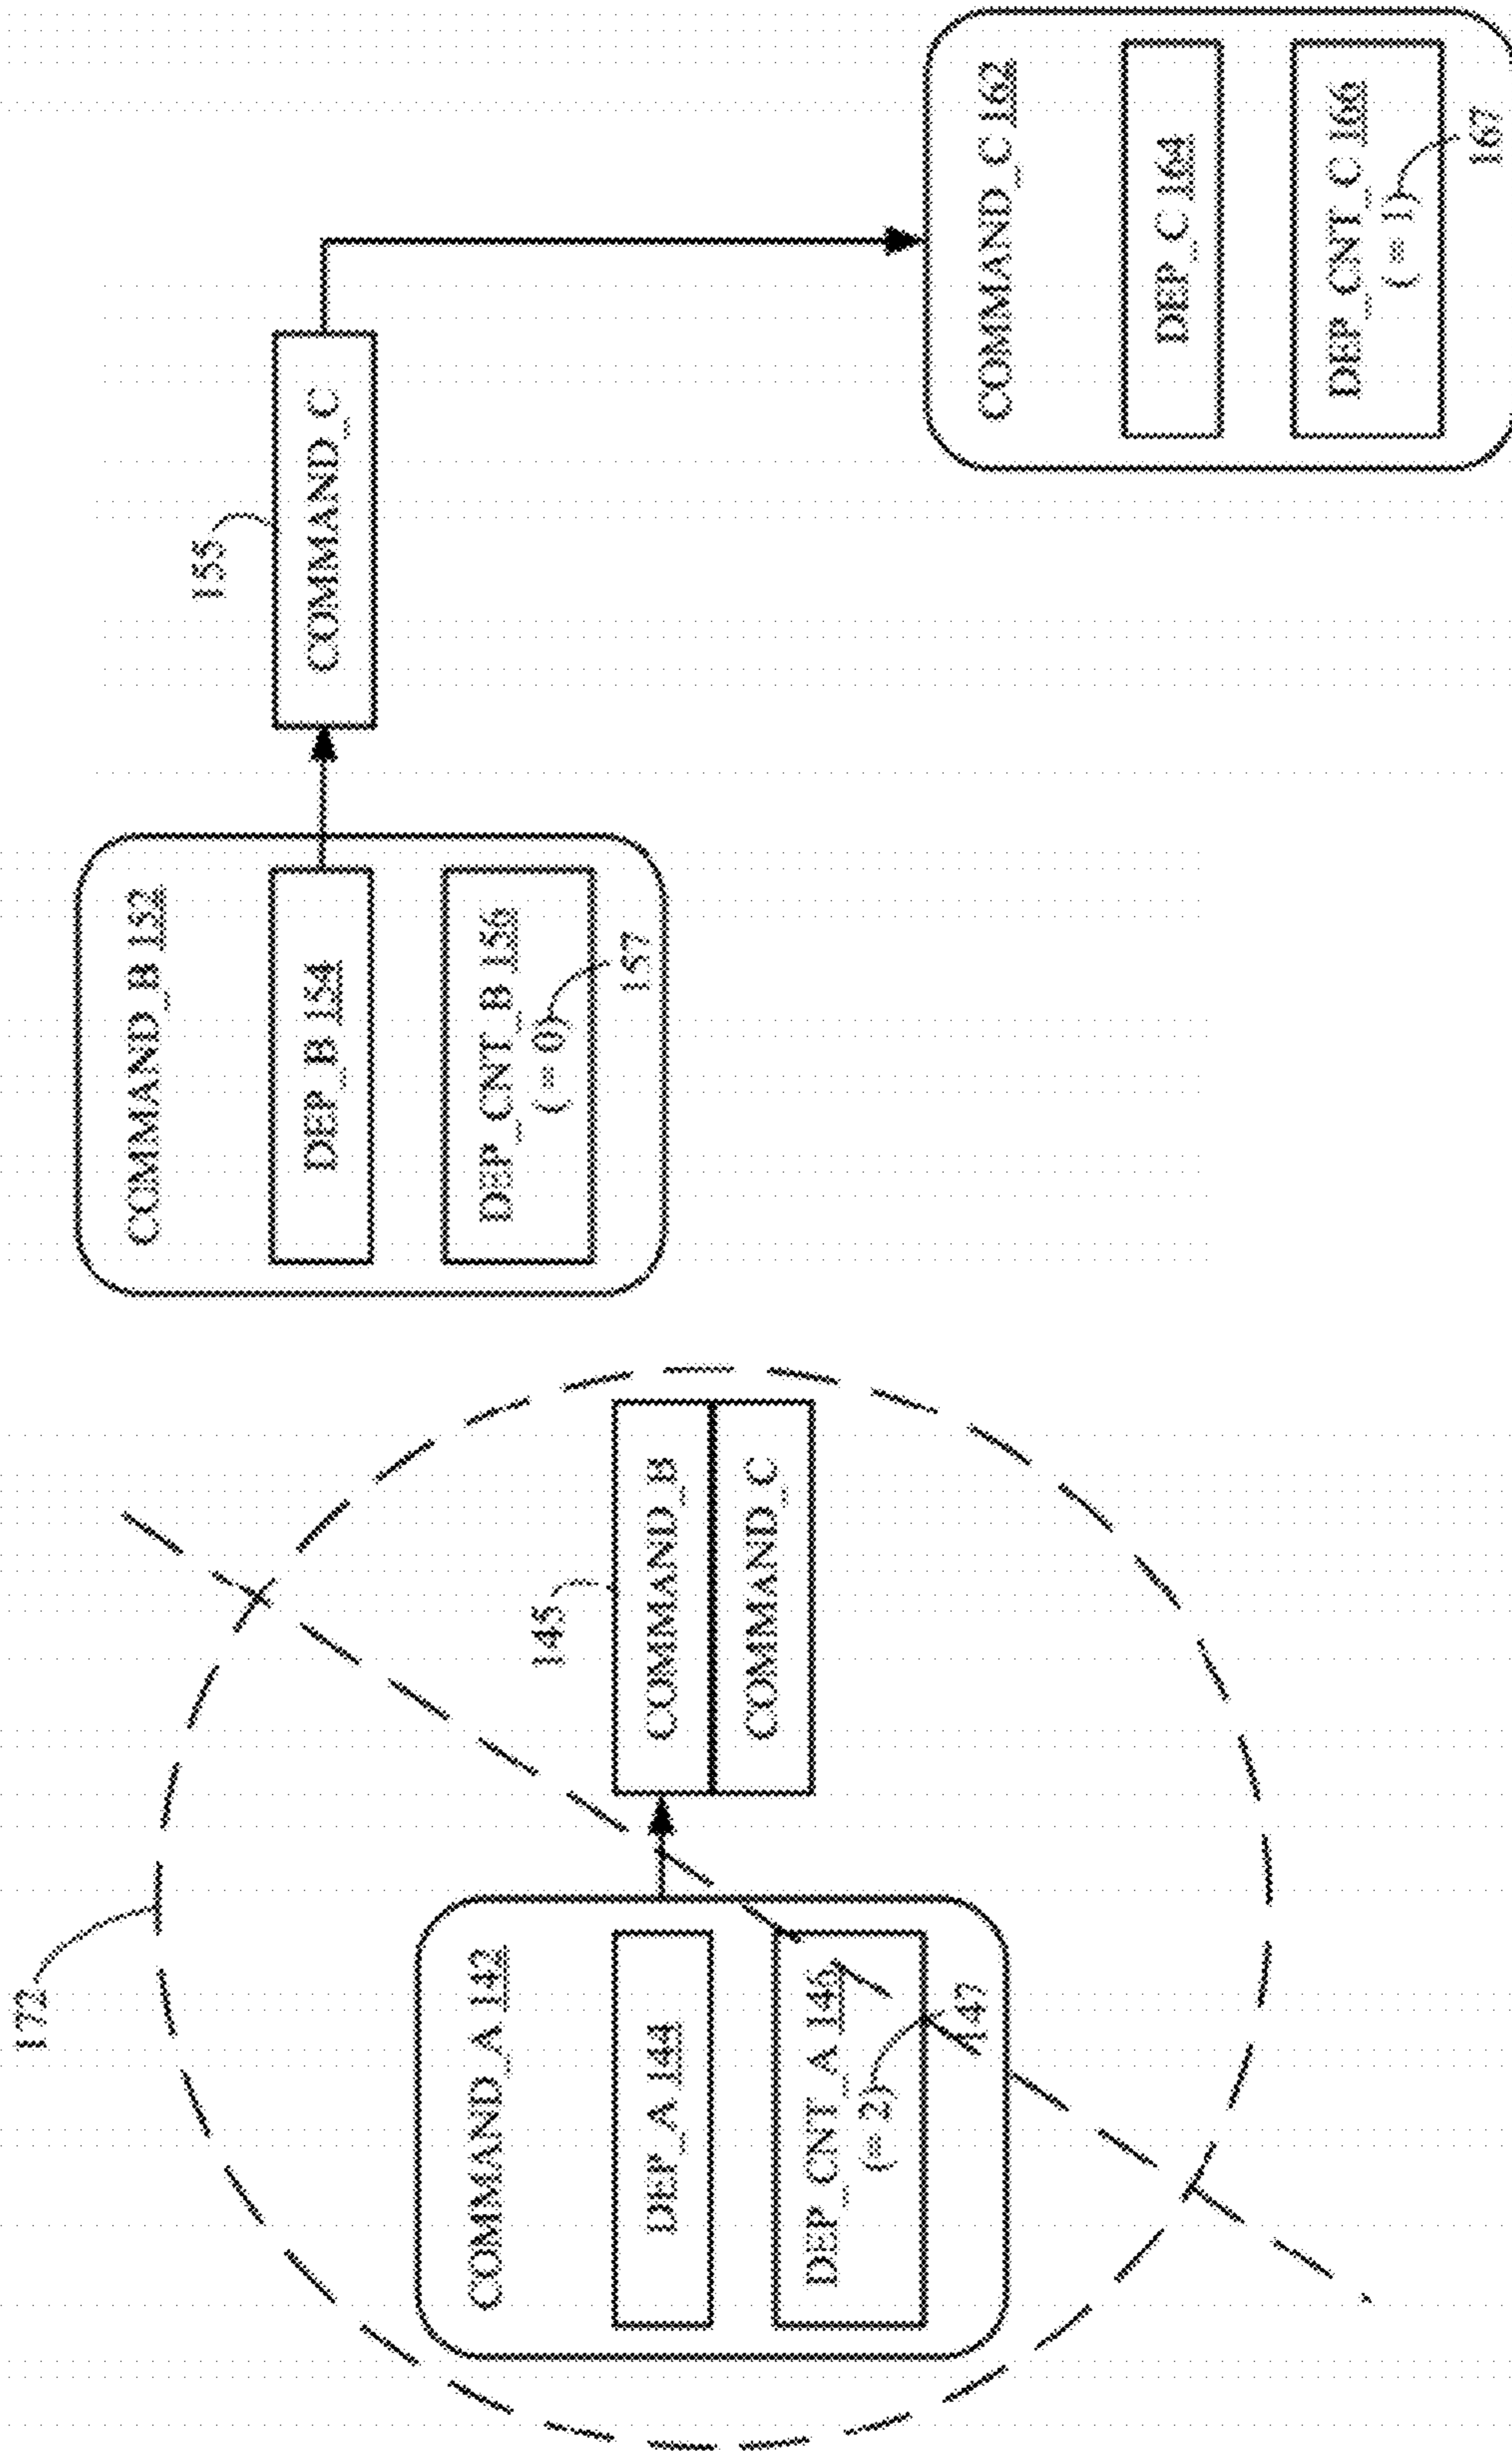 172
COMMAND_A 142
DEP_A 144
DEP_CNT_A 146
(= 2)
147
145
COMMAND_B
COMMAND_C
COMMAND_B 152
DEP_B 154
DEP_CNT_B 156
(= 0)
157
155
COMMAND_C
COMMAND_C 162
DEP_C 164
DEP_CNT_C 166
(= 1)
167